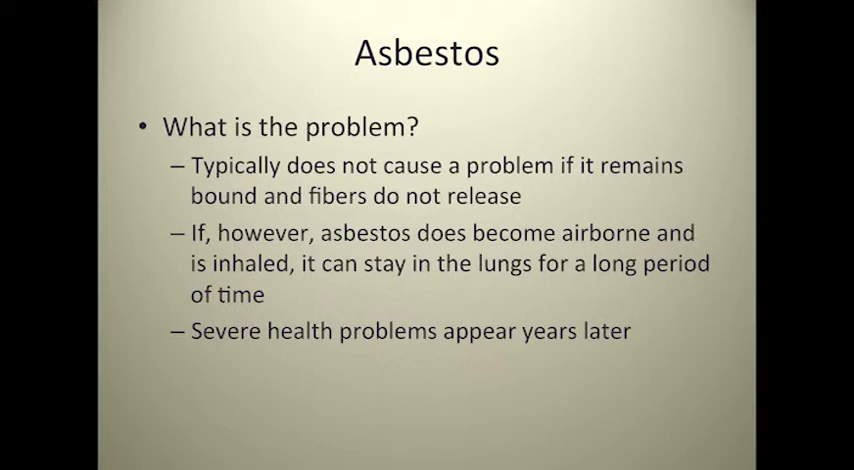 Asbestos
• What is the problem?
– Typically does not cause a problem if it remains
bound and fibers do not release
– If, however, asbestos does become airborne and
is inhaled, it can stay in the lungs for a long period
of time
– Severe health problems appear years later